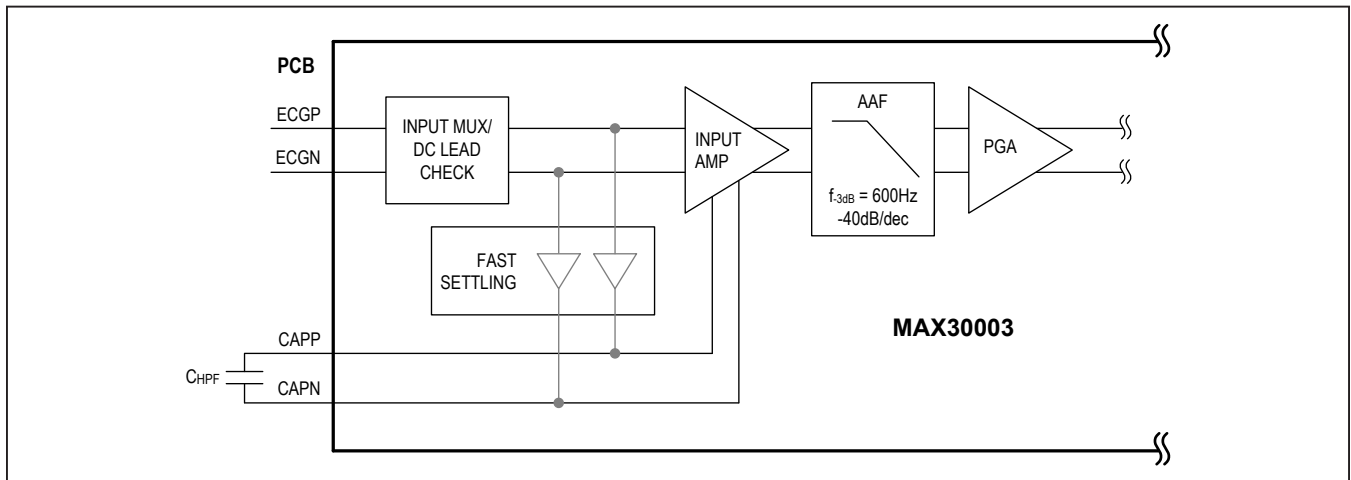 PCB
ECGP
ECGN
INPUT MUX/
DC LEAD
CHECK
INPUT
AMP
AAF
f-3dB = 600Hz
-40dB/dec
PGA
FAST
SETTLING
CAPP
CAPN
CHPF
MAX30003